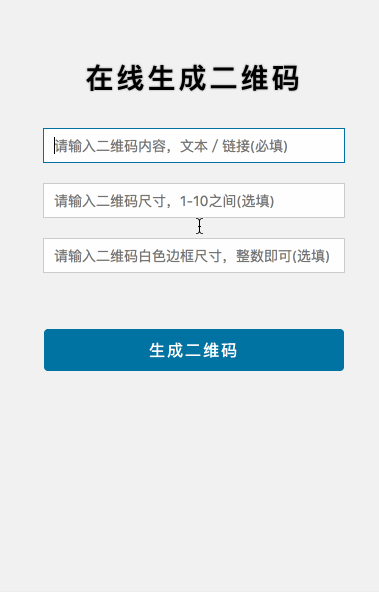 在线生成二维码
请输入二维码内容，文本 / 链接(必填)
请输入二维码尺寸，1-10之间(选填)
请输入二维码白色边框尺寸，整数即可(选填)
生成二维码